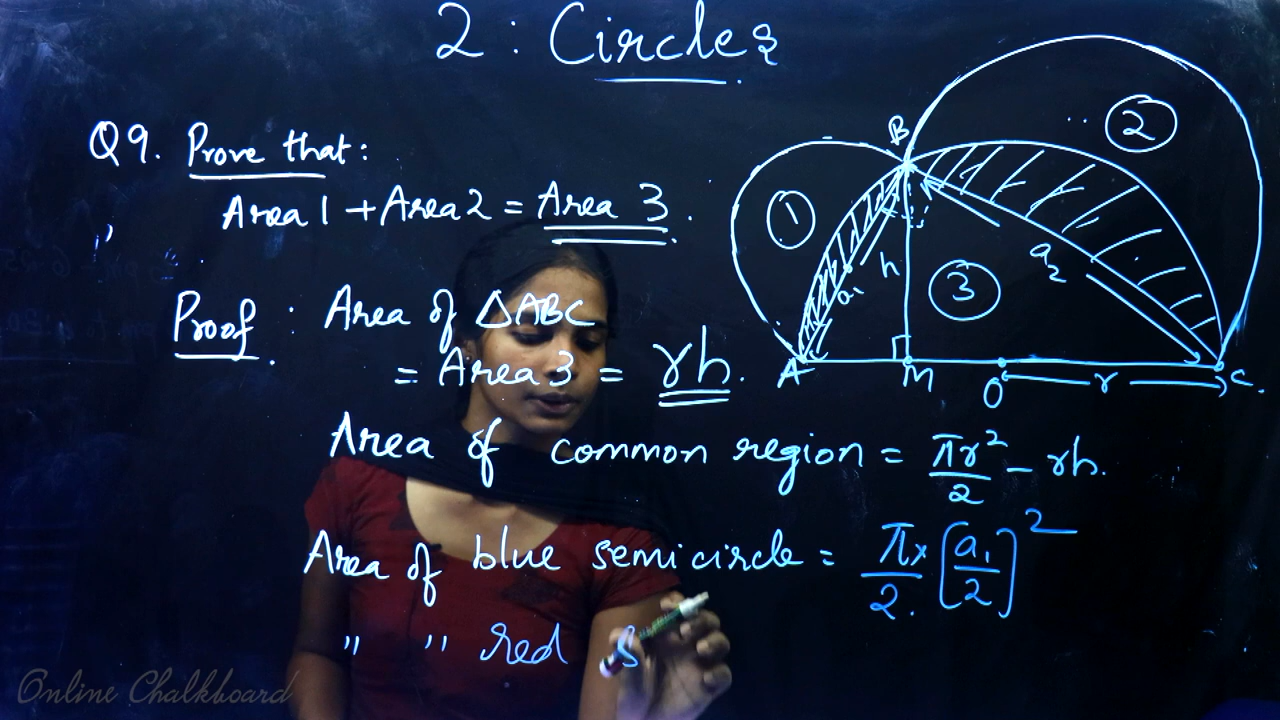 2 : Circles
Q9. Prove that:
Area 1 + Area 2 = Area 3.
Proof : Area of △ABC
= Area 3 = rh.
Area of common region = πr²/2 - rh.
Area of blue semicircle = π/2 × [a₁/2]²
" " red s
B
1
2
3
h
a₁
a₂
A
M
O
r
C.
Online Chalkboard